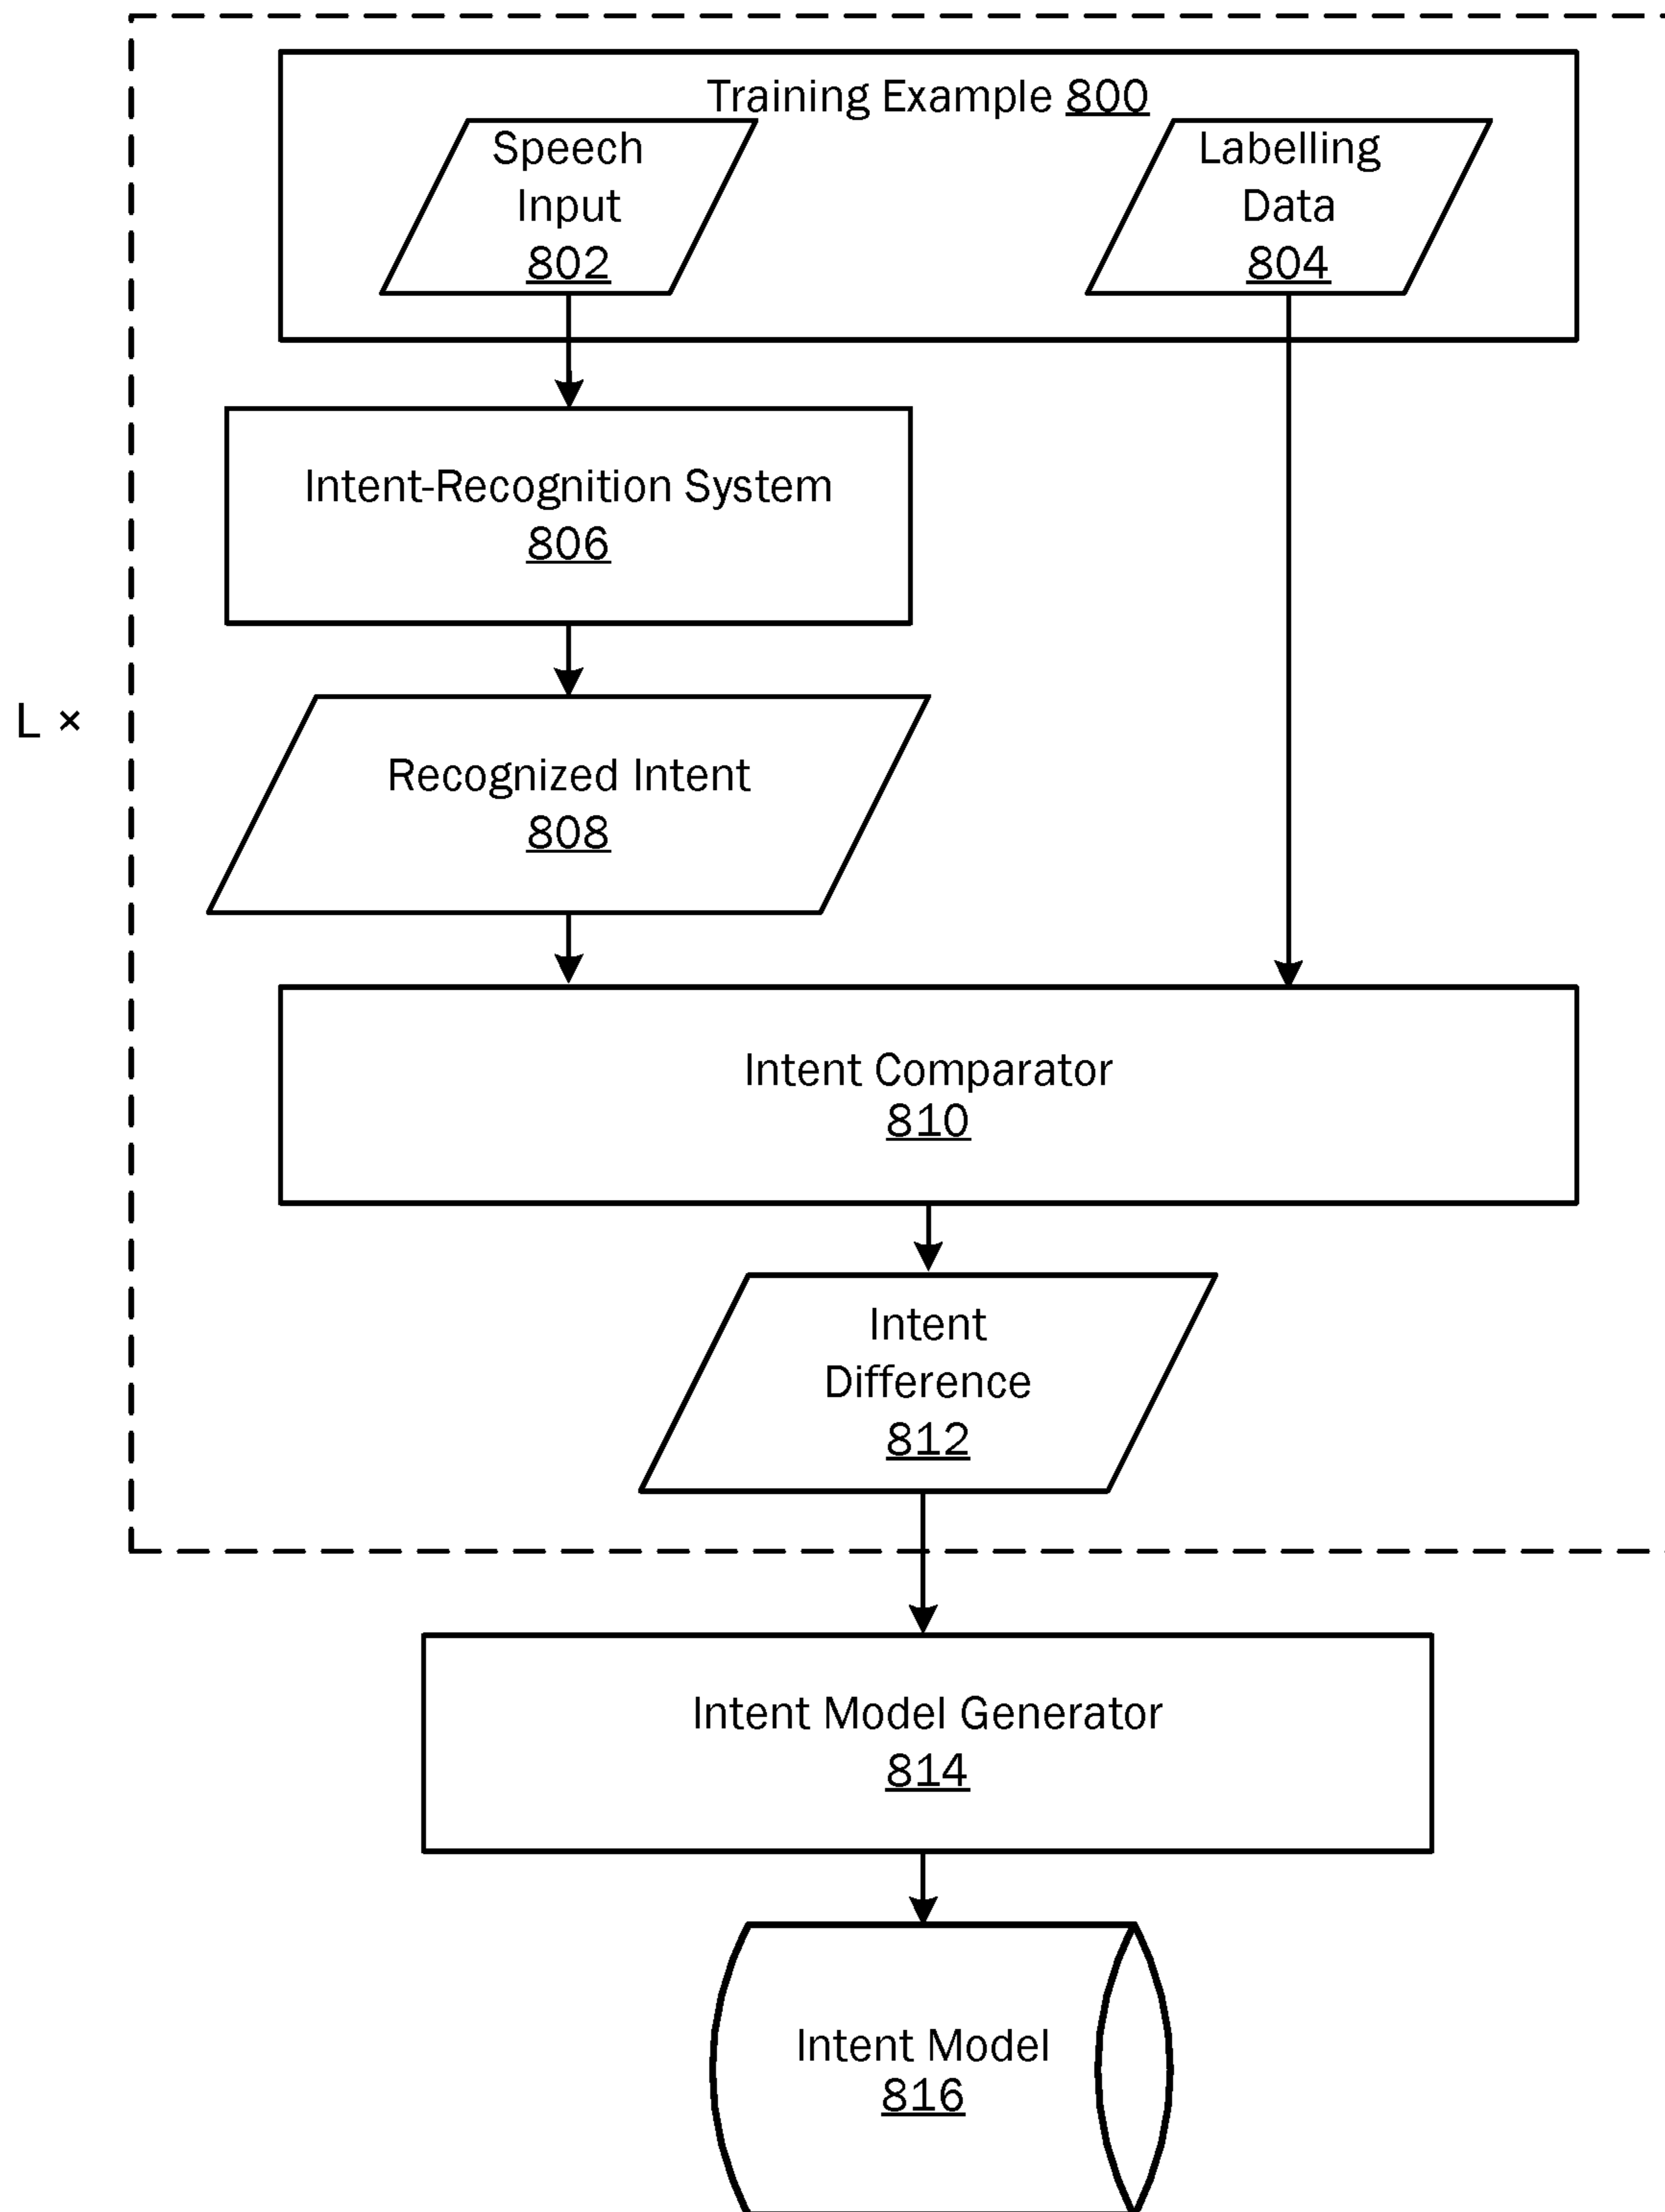 Training Example 800
Speech
Input
802
Labelling
Data
804
Intent-Recognition System
806
L ×
Recognized Intent
808
Intent Comparator
810
Intent
Difference
812
Intent Model Generator
814
Intent Model
816